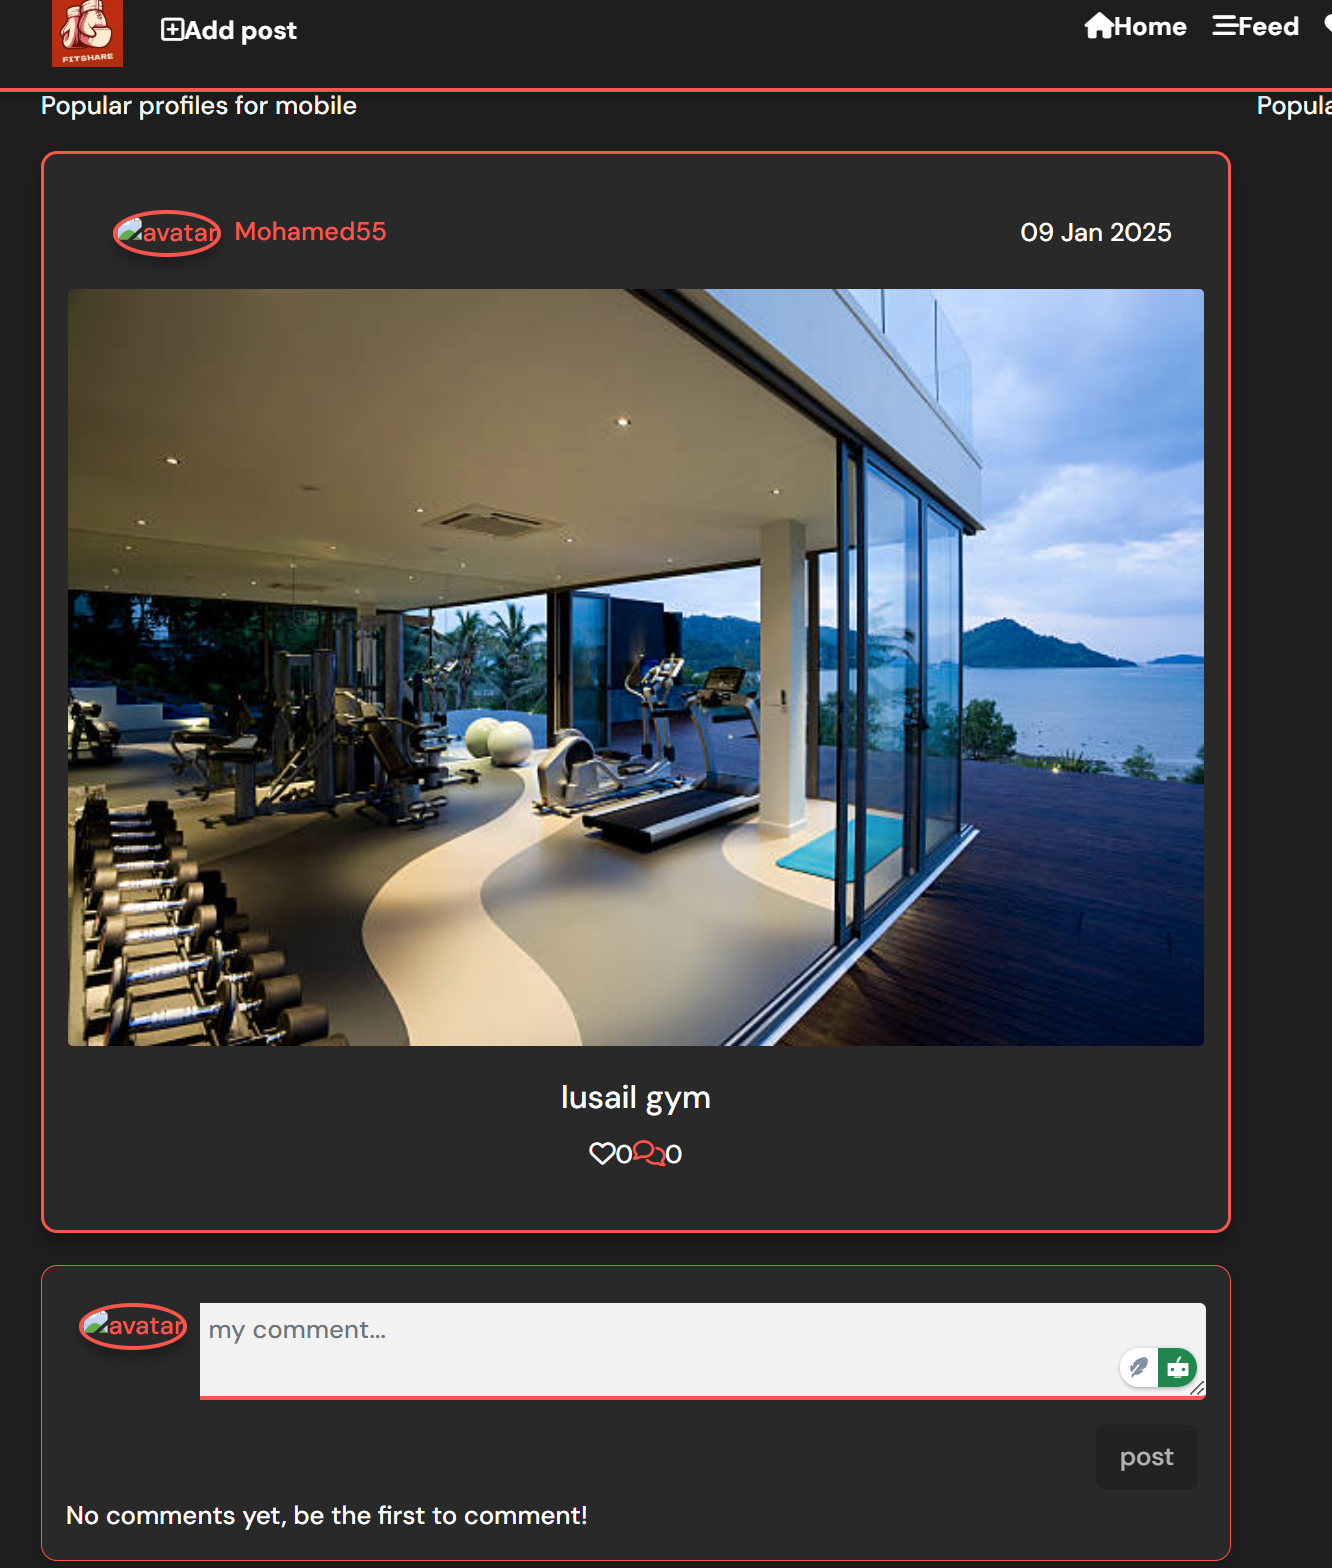 FITSHARE
Add post
Home
Feed
Popular profiles for mobile
avatar
Mohamed55
09 Jan 2025
lusail gym
0
0
avatar
my comment...
post
No comments yet, be the first to comment!